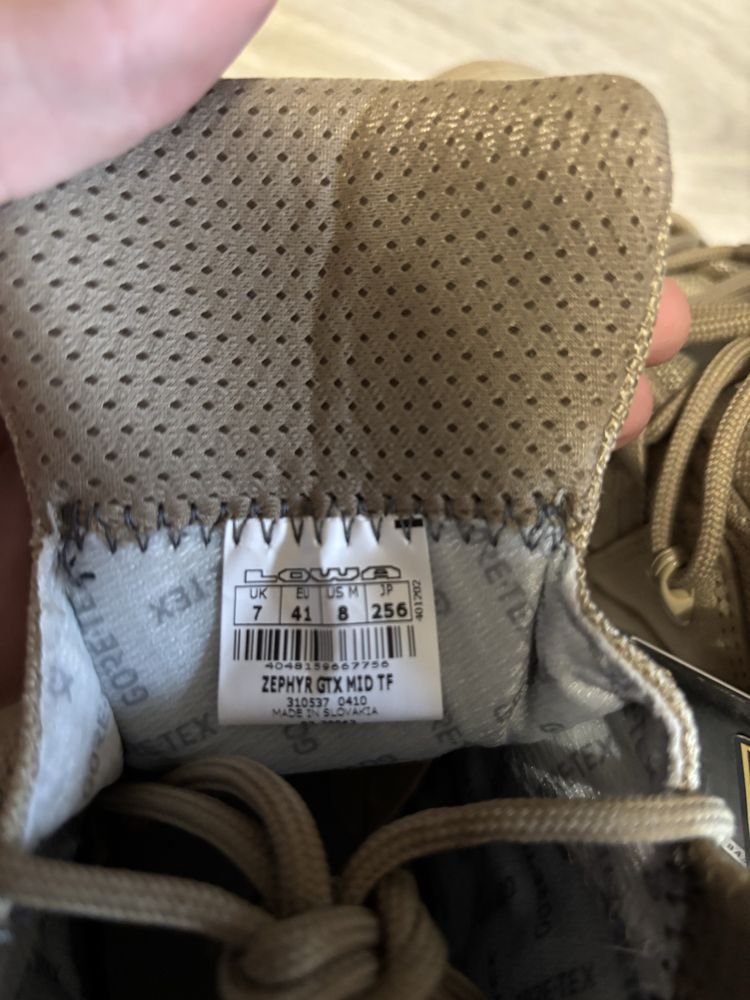 LOWA
UK EU US M JP
7 41 8 256
401202
4048159667756
ZEPHYR GTX MID TF
310537 0410
MADE IN SLOVAKIA
GORE-TEX
GORE-TEX